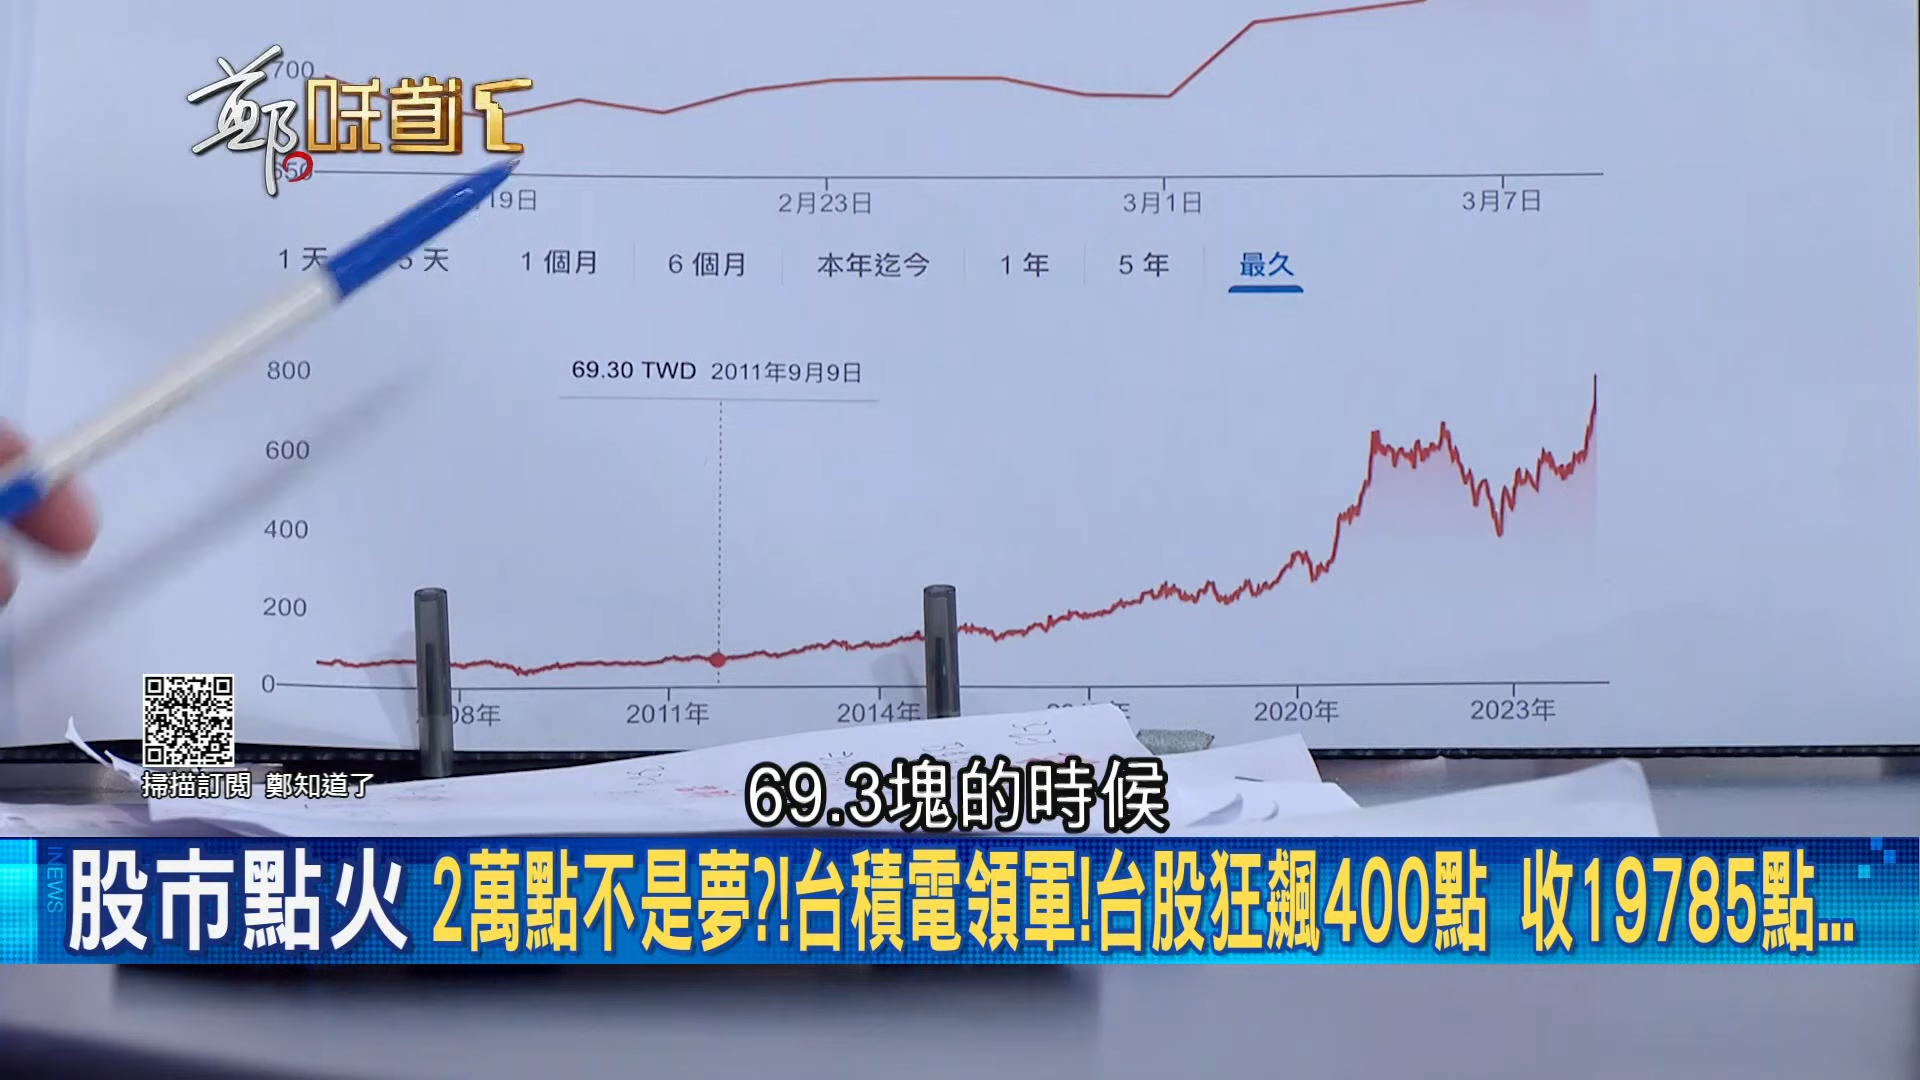 700
鄭知道了
650
19日 2月23日 3月1日 3月7日
1 天 5 天 1 個月 6 個月 本年迄今 1 年 5 年 最久
69.30 TWD 2011年9月9日
800
600
400
200
0
08年 2011年 2014年 2020年 2023年
掃描訂閱 鄭知道了
69.3塊的時候
NEWS
股市點火 2萬點不是夢?!台積電領軍!台股狂飆400點 收19785點...